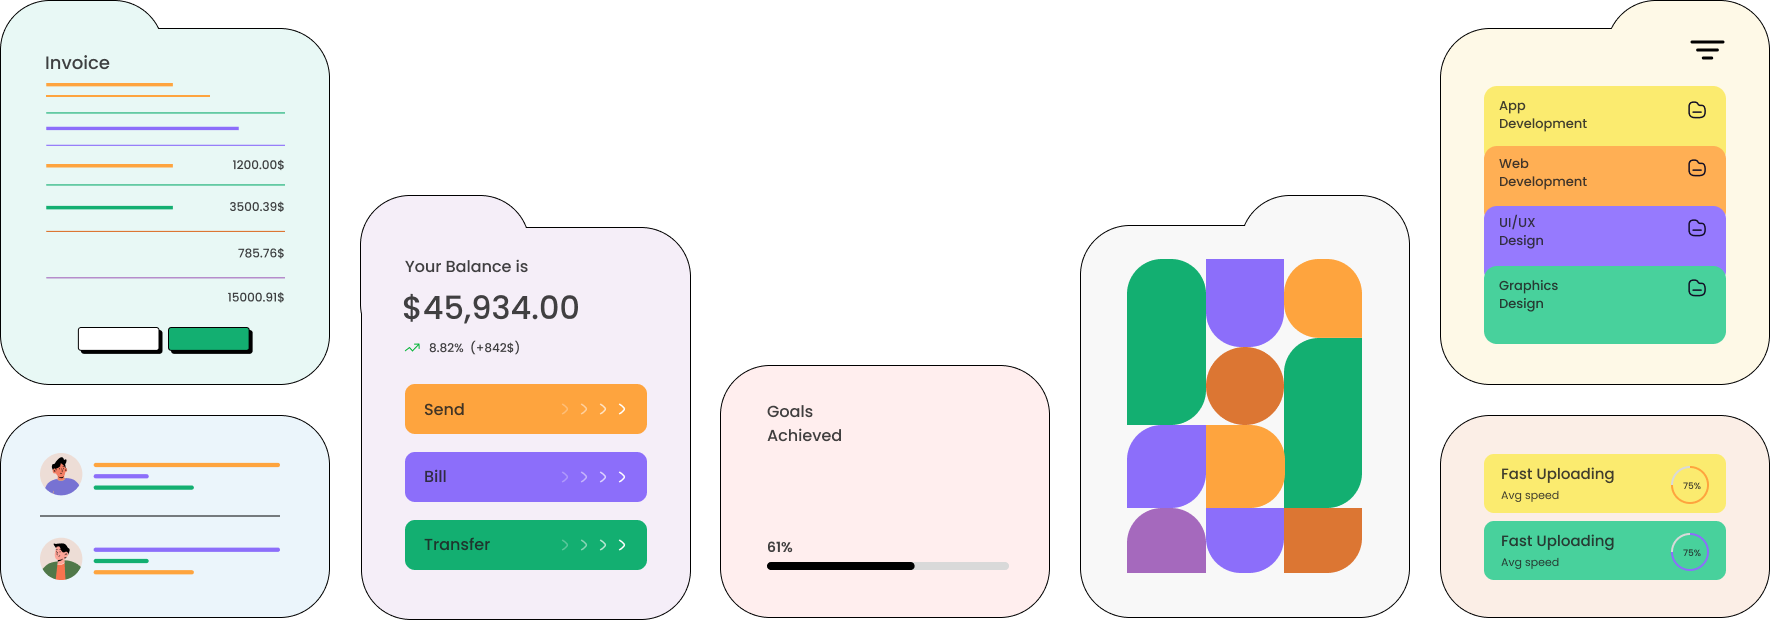 Invoice
1200.00$
3500.39$
785.76$
15000.91$
Your Balance is
$45,934.00
8.82% (+842$)
Send
Bill
Transfer
Goals
Achieved
61%
App
Development
Web
Development
UI/UX
Design
Graphics
Design
Fast Uploading
Avg speed
75%
Fast Uploading
Avg speed
75%